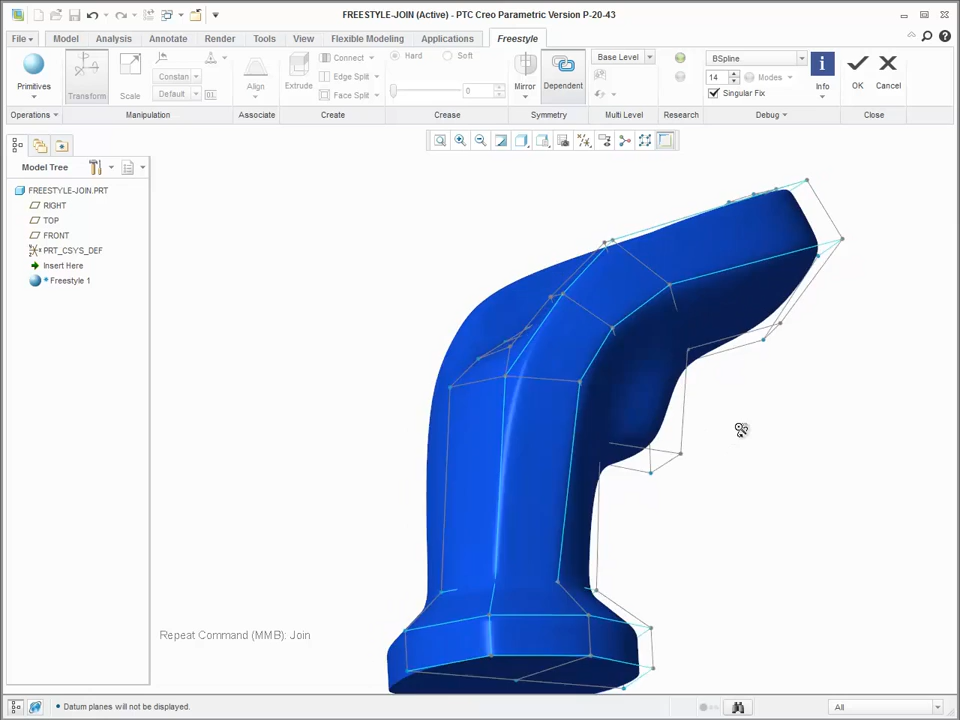 FREESTYLE-JOIN (Active) - PTC Creo Parametric Version P-20-43
File Model Analysis Annotate Render Tools View Flexible Modeling Applications Freestyle
Primitives
Transform
Scale
Constan
Default
Align
Extrude
Connect
Edge Split
Face Split
Hard Soft
0
Mirror
Dependent
Base Level
BSpline
14 Modes
Singular Fix
Info
OK
Cancel
Operations Manipulation Associate Create Crease Symmetry Multi Level Research Debug Close
Model Tree
FREESTYLE-JOIN.PRT
RIGHT
TOP
FRONT
PRT_CSYS_DEF
Insert Here
Freestyle 1
Repeat Command (MMB): Join
Datum planes will not be displayed.
All